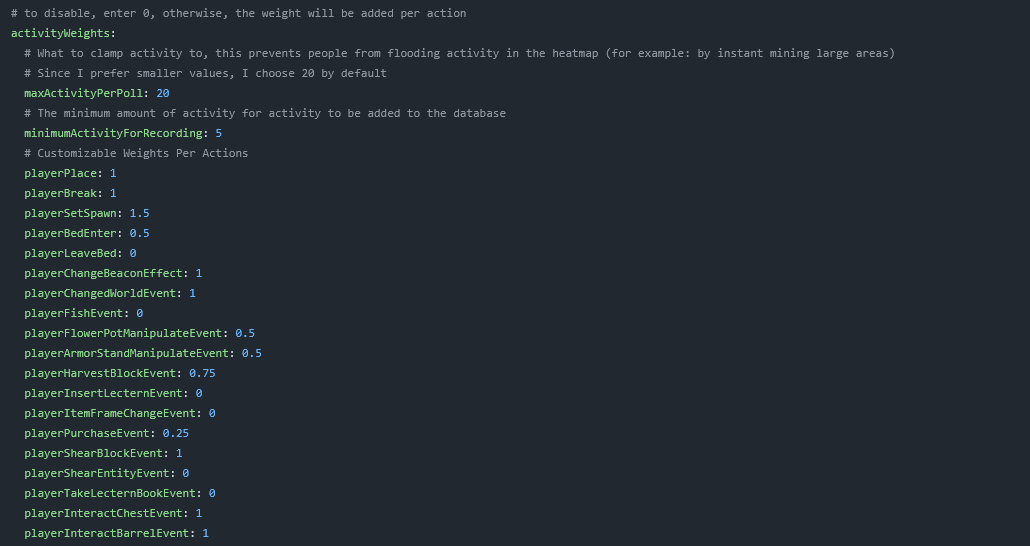 # to disable, enter 0, otherwise, the weight will be added per action
activityWeights:
# What to clamp activity to, this prevents people from flooding activity in the heatmap (for example: by instant mining large areas)
# Since I prefer smaller values, I choose 20 by default
maxActivityPerPoll: 20
# The minimum amount of activity for activity to be added to the database
minimumActivityForRecording: 5
# Customizable Weights Per Actions
playerPlace: 1
playerBreak: 1
playerSetSpawn: 1.5
playerBedEnter: 0.5
playerLeaveBed: 0
playerChangeBeaconEffect: 1
playerChangedWorldEvent: 1
playerFishEvent: 0
playerFlowerPotManipulateEvent: 0.5
playerArmorStandManipulateEvent: 0.5
playerHarvestBlockEvent: 0.75
playerInsertLecternEvent: 0
playerItemFrameChangeEvent: 0
playerPurchaseEvent: 0.25
playerShearBlockEvent: 1
playerShearEntityEvent: 0
playerTakeLecternBookEvent: 0
playerInteractChestEvent: 1
playerInteractBarrelEvent: 1